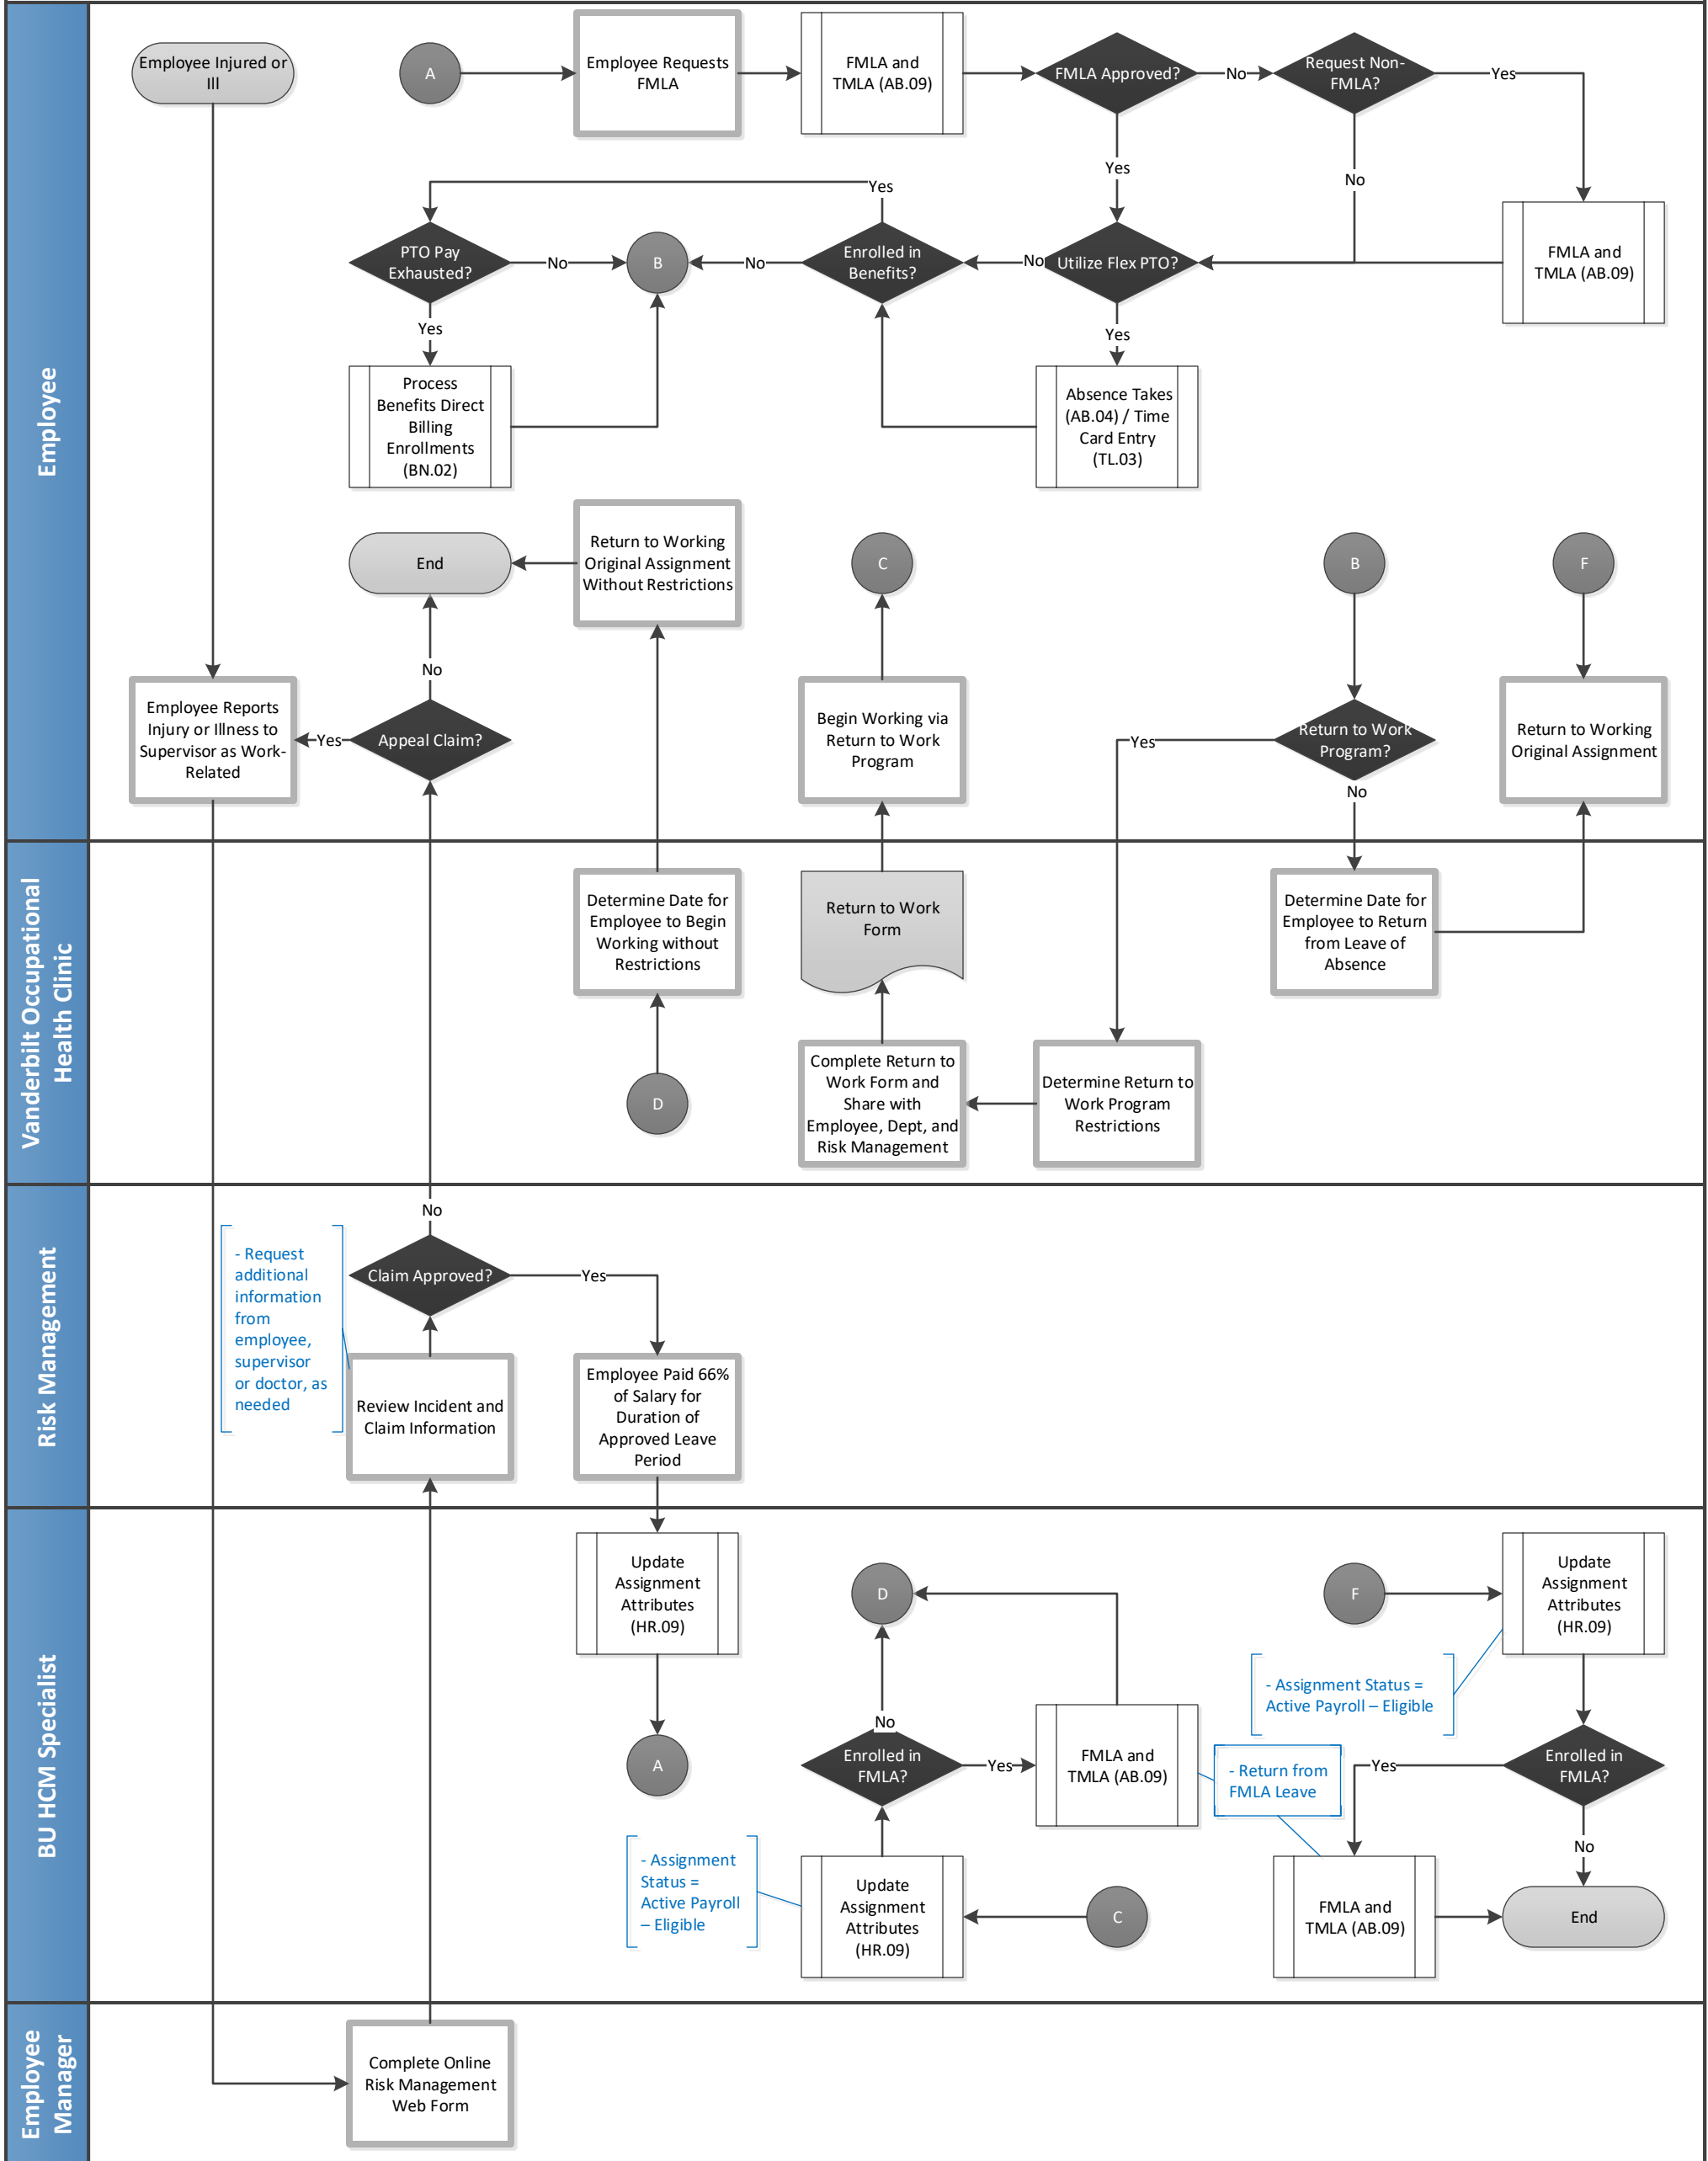 Employee
Employee Injured or
Ill
A
Employee Requests
FMLA
FMLA and
TMLA (AB.09)
FMLA Approved?
No
Request Non-
FMLA?
Yes
Yes
No
Yes
PTO Pay
Exhausted?
No
B
No
Enrolled in
Benefits?
No
Utilize Flex PTO?
FMLA and
TMLA (AB.09)
Yes
Yes
Process
Benefits Direct
Billing
Enrollments
(BN.02)
Absence Takes
(AB.04) / Time
Card Entry
(TL.03)
End
Return to Working
Original Assignment
Without Restrictions
C
B
F
No
Employee Reports
Injury or Illness to
Supervisor as Work-
Related
Yes
Appeal Claim?
Begin Working via
Return to Work
Program
Yes
Return to Work
Program?
Return to Working
Original Assignment
No
Vanderbilt Occupational
Health Clinic
Determine Date for
Employee to Begin
Working without
Restrictions
Return to Work
Form
Determine Date for
Employee to Return
from Leave of
Absence
D
Complete Return to
Work Form and
Share with
Employee, Dept, and
Risk Management
Determine Return to
Work Program
Restrictions
Risk Management
No
- Request
additional
information
from
employee,
supervisor
or doctor, as
needed
Claim Approved?
Yes
Review Incident and
Claim Information
Employee Paid 66%
of Salary for
Duration of
Approved Leave
Period
BU HCM Specialist
Update
Assignment
Attributes
(HR.09)
D
F
Update
Assignment
Attributes
(HR.09)
- Assignment Status =
Active Payroll – Eligible
No
A
Enrolled in
FMLA?
Yes
FMLA and
TMLA (AB.09)
- Return from
FMLA Leave
Yes
Enrolled in
FMLA?
No
- Assignment
Status =
Active Payroll
– Eligible
Update
Assignment
Attributes
(HR.09)
C
FMLA and
TMLA (AB.09)
End
Employee
Manager
Complete Online
Risk Management
Web Form